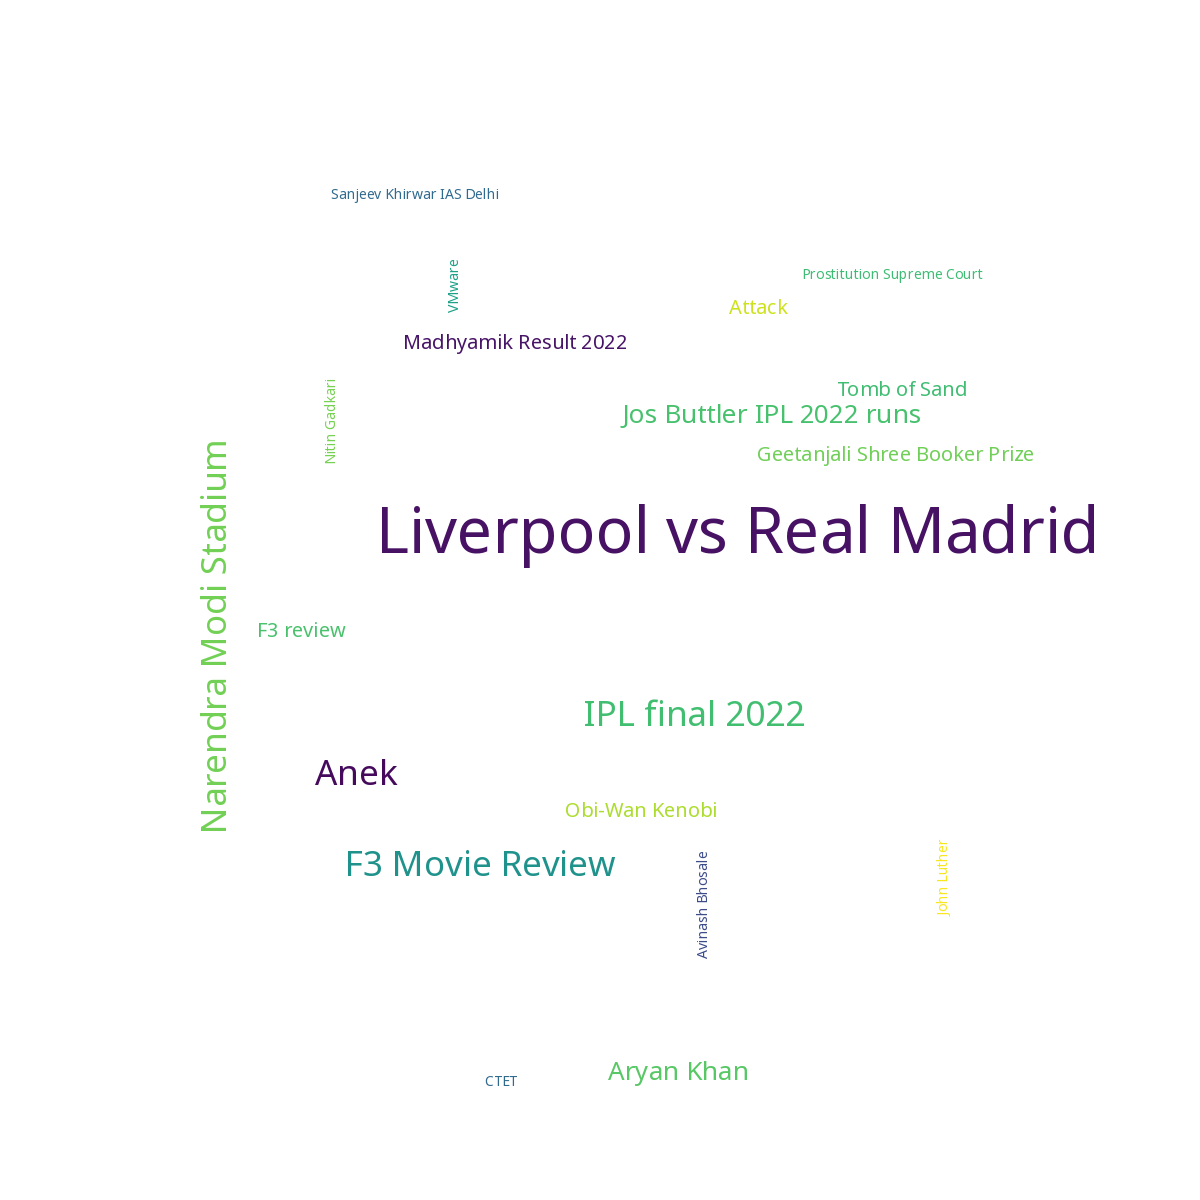 Sanjeev Khirwar IAS Delhi
VMware
Prostitution Supreme Court
Attack
Madhyamik Result 2022
Nitin Gadkari
Tomb of Sand
Jos Buttler IPL 2022 runs
Geetanjali Shree Booker Prize
Narendra Modi Stadium
Liverpool vs Real Madrid
F3 review
IPL final 2022
Anek
Obi-Wan Kenobi
F3 Movie Review
Avinash Bhosale
John Luther
Aryan Khan
CTET